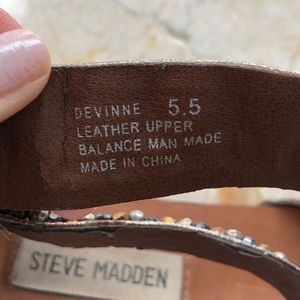 DEVINNE 5.5
LEATHER UPPER
BALANCE MAN MADE
MADE IN CHINA
STEVE MADDEN